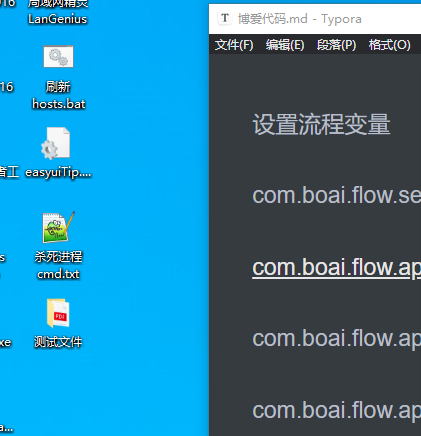 局域网精灵
LanGenius
16
刷新
hosts.bat
者工
easyuiTip....
杀死进程
cmd.txt
xe
测试文件
a...
T 博爱代码.md - Typora
文件(F) 编辑(E) 段落(P) 格式(O)
设置流程变量
com.boai.flow.se
com.boai.flow.ap
com.boai.flow.ap
com.boai.flow.ap